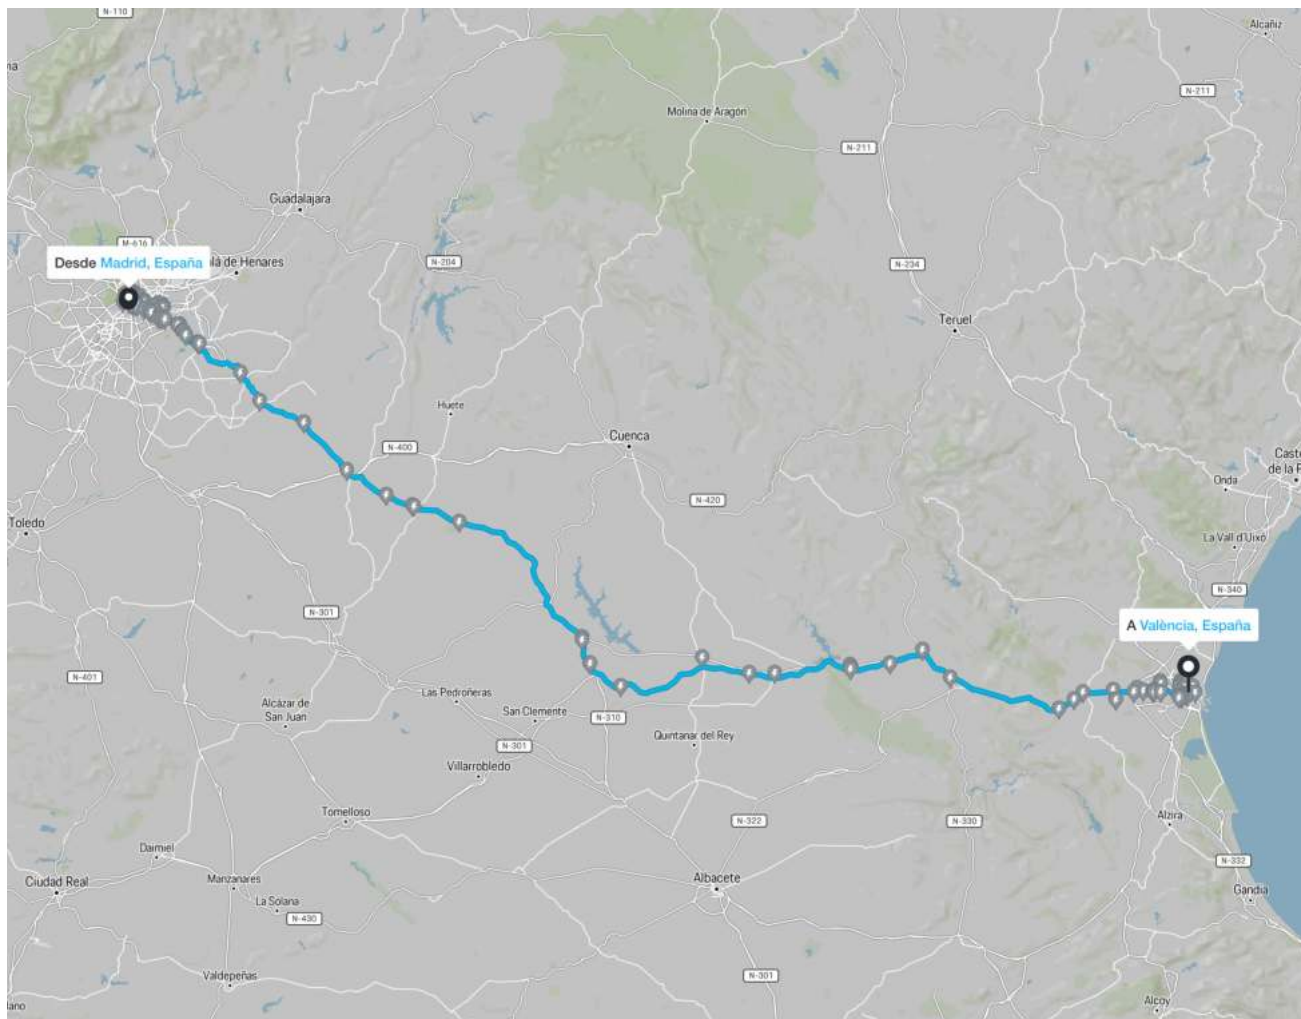 N-110
Alcañiz
N-211
Molina de Aragón
N-211
Guadalajara
M-616
Desde Madrid, España
lá de Henares
N-204
N-234
Teruel
Huete
Cuenca
N-400
Onda
N-420
Toledo
La Vall d'Uixó
N-340
N-301
A València, España
N-401
Las Pedroñeras
Alcázar de
San Juan
San Clemente
N-310
Quintanar del Rey
N-301
Villarrobledo
Tomelloso
N-322
N-330
Alzira
Daimiel
N-332
Ciudad Real
Manzanares
Albacete
Gandia
La Solana
N-430
Valdepeñas
N-301
Alcoy